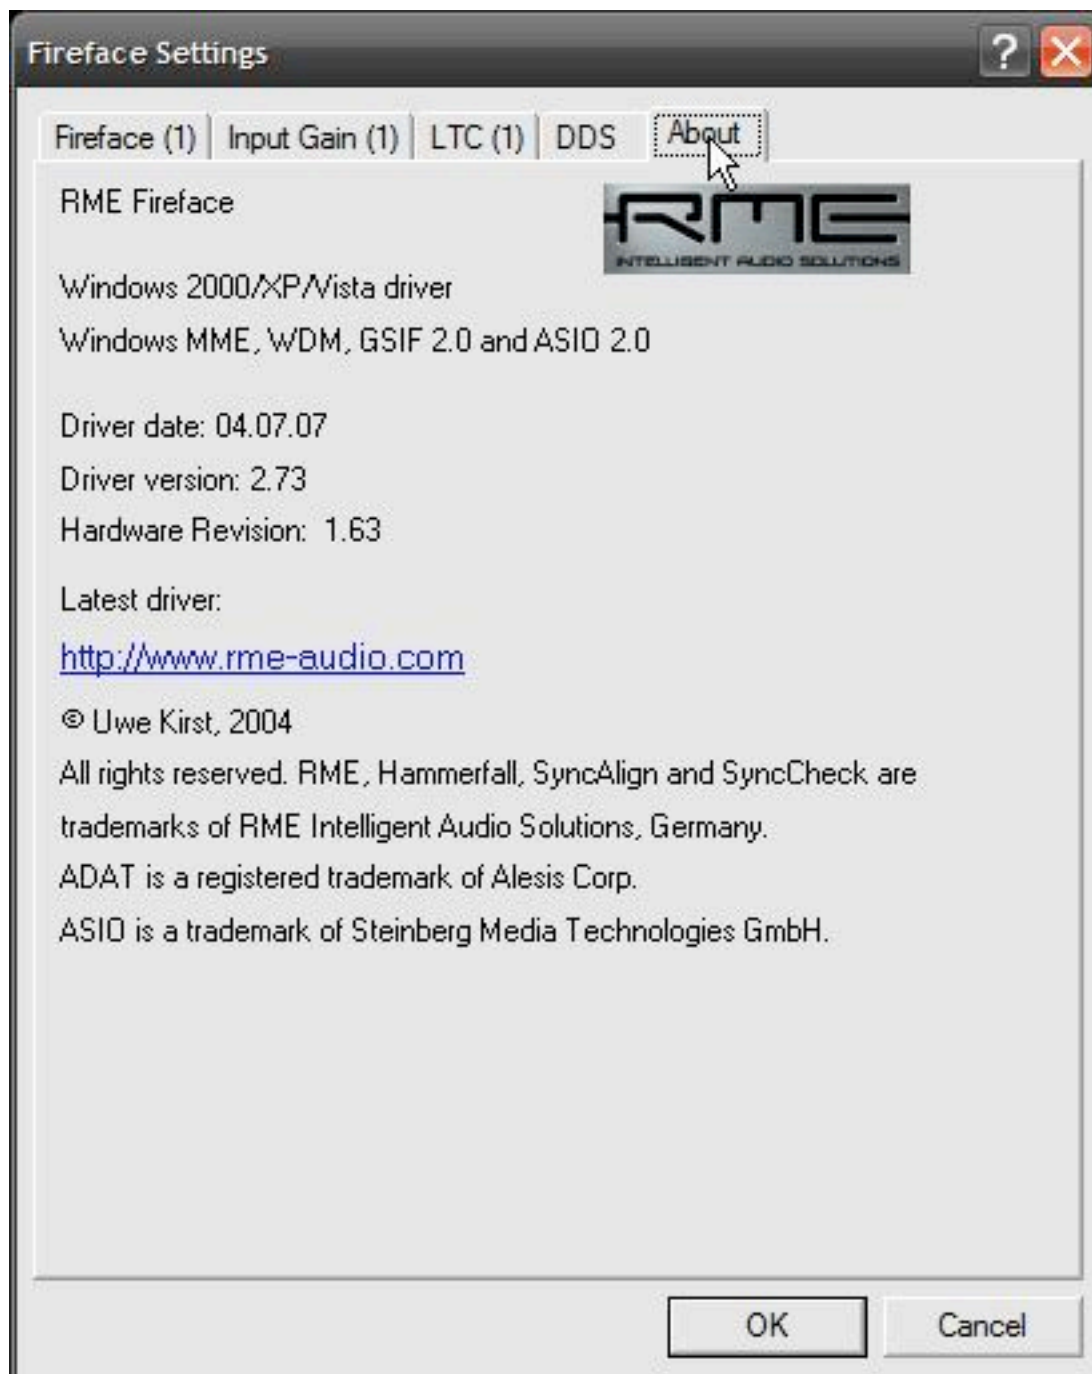 Fireface Settings
?
Fireface (1) Input Gain (1) LTC (1) DDS About
RME Fireface
RME
INTELLIGENT AUDIO SOLUTIONS
Windows 2000/XP/Vista driver
Windows MME, WDM, GSIF 2.0 and ASIO 2.0
Driver date: 04.07.07
Driver version: 2.73
Hardware Revision: 1.63
Latest driver:
http://www.rme-audio.com
© Uwe Kirst, 2004
All rights reserved. RME, Hammerfall, SyncAlign and SyncCheck are
trademarks of RME Intelligent Audio Solutions, Germany.
ADAT is a registered trademark of Alesis Corp.
ASIO is a trademark of Steinberg Media Technologies GmbH.
OK Cancel